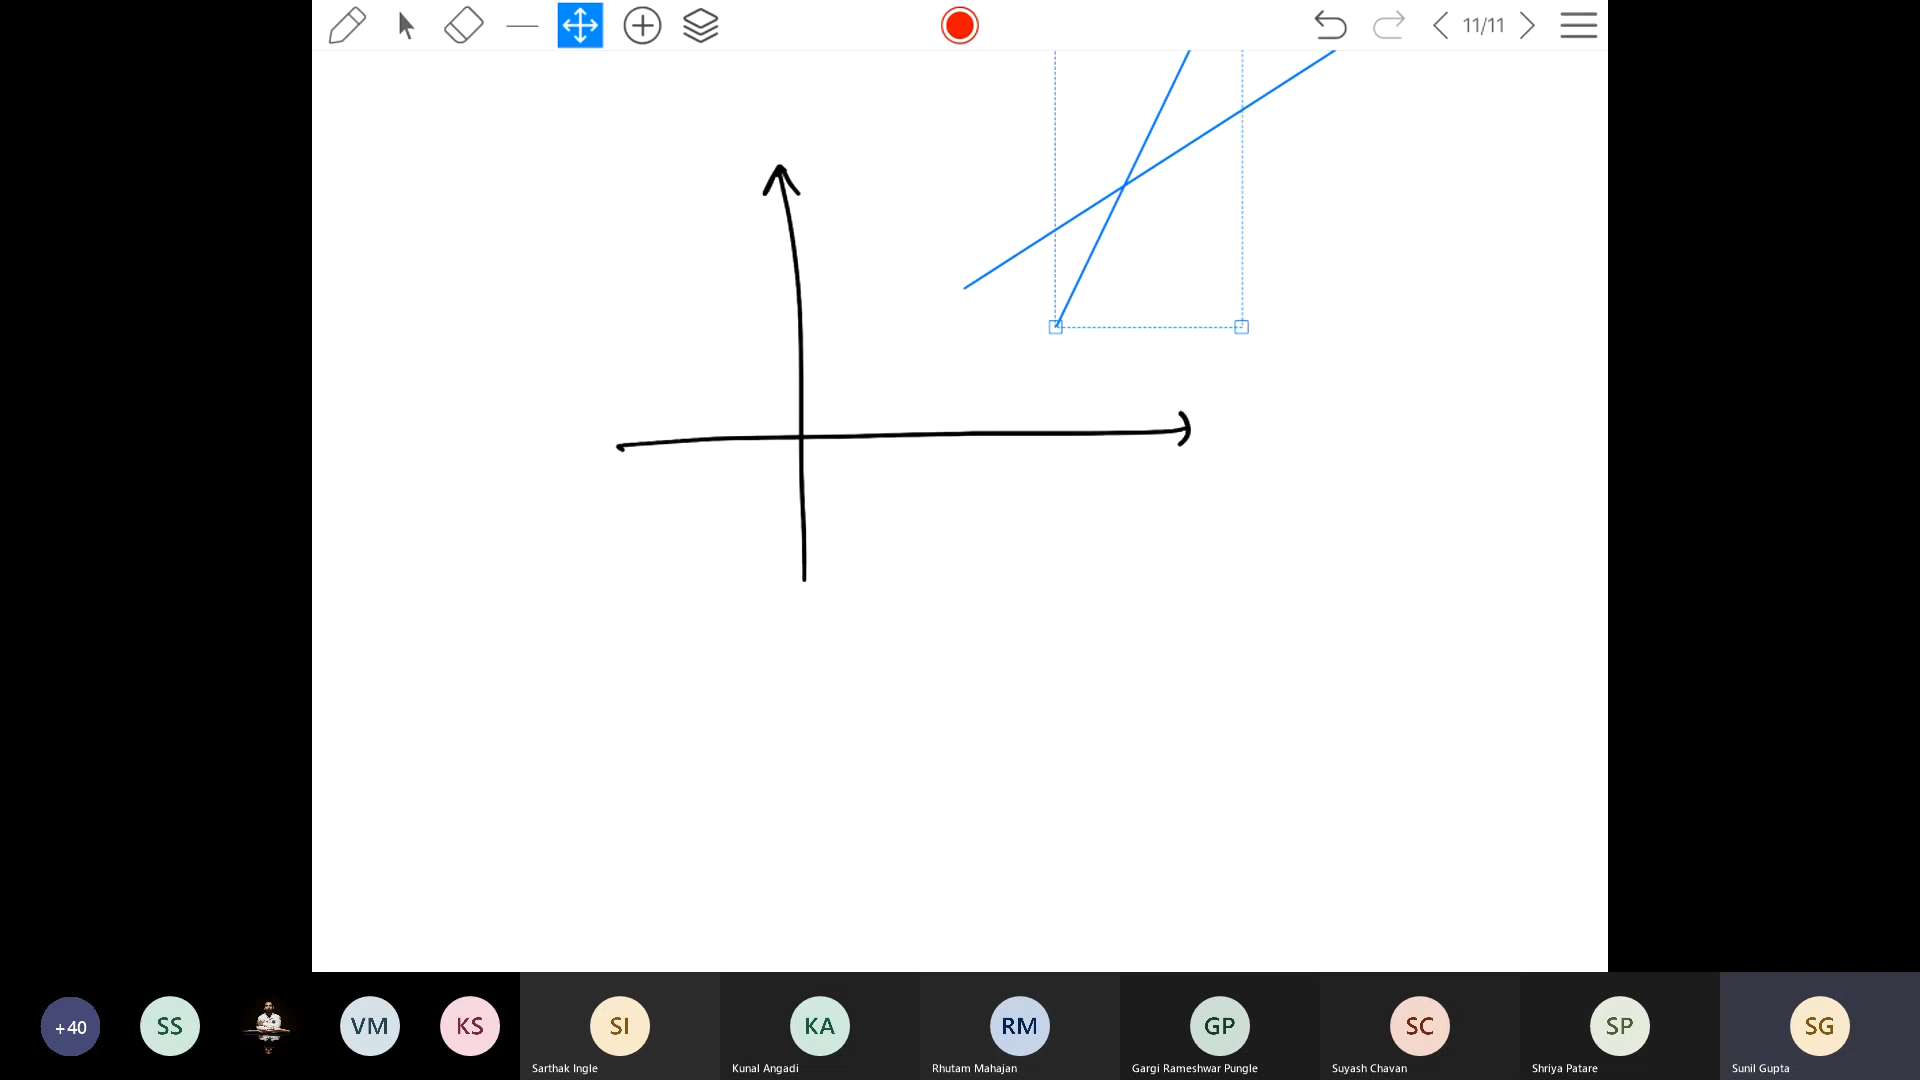 11/11
+40
SS
VM
KS
SI
KA
RM
GP
SC
SP
SG
Sarthak Ingle
Kunal Angadi
Rhutam Mahajan
Gargi Rameshwar Pungle
Suyash Chavan
Shriya Patare
Sunil Gupta